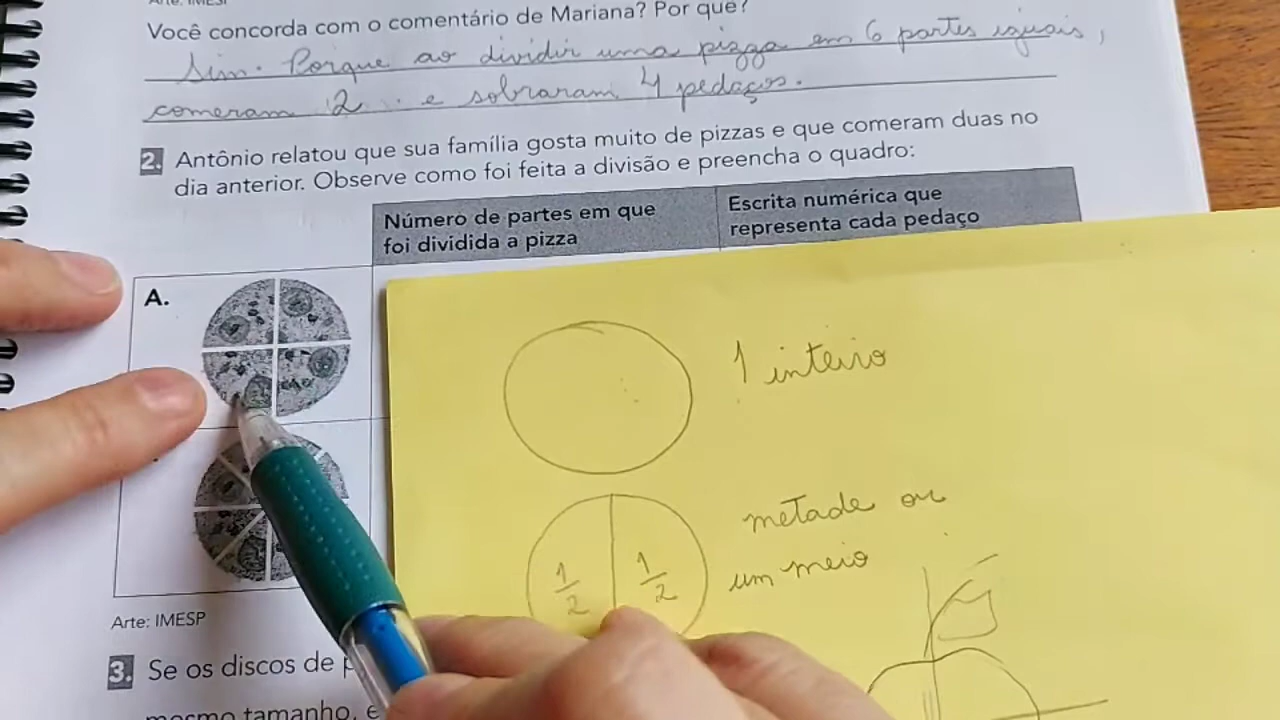 Arte: IMESP
Você concorda com o comentário de Mariana? Por quê?
Sim. Porque ao dividir uma pizza em 6 partes iguais,
comeram 2 e sobraram 4 pedaços.
2. Antônio relatou que sua família gosta muito de pizzas e que comeram duas no
dia anterior. Observe como foi feita a divisão e preencha o quadro:
Número de partes em que
foi dividida a pizza
Escrita numérica que
representa cada pedaço
A.
1 inteiro
metade ou
um meio
1/2
1/2
Arte: IMESP
3. Se os discos de p
mesmo tamanho, e